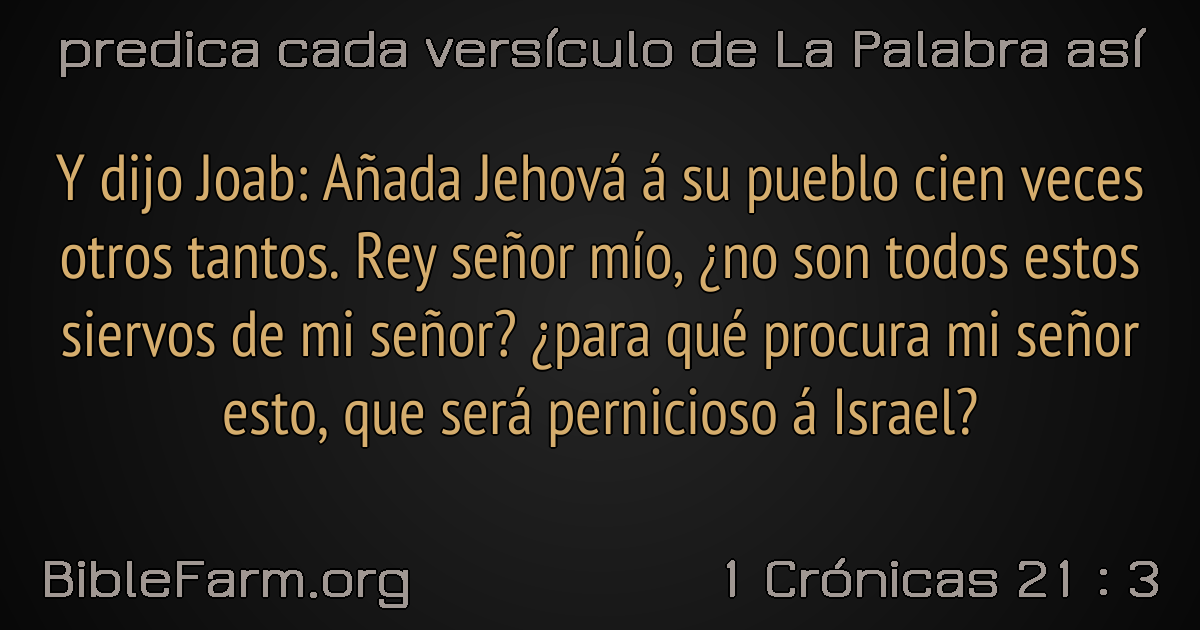 predica cada versículo de La Palabra así
Y dijo Joab: Añada Jehová á su pueblo cien veces
otros tantos. Rey señor mío, ¿no son todos estos
siervos de mi señor? ¿para qué procura mi señor
esto, que será pernicioso á Israel?
BibleFarm.org
1 Crónicas 21 : 3